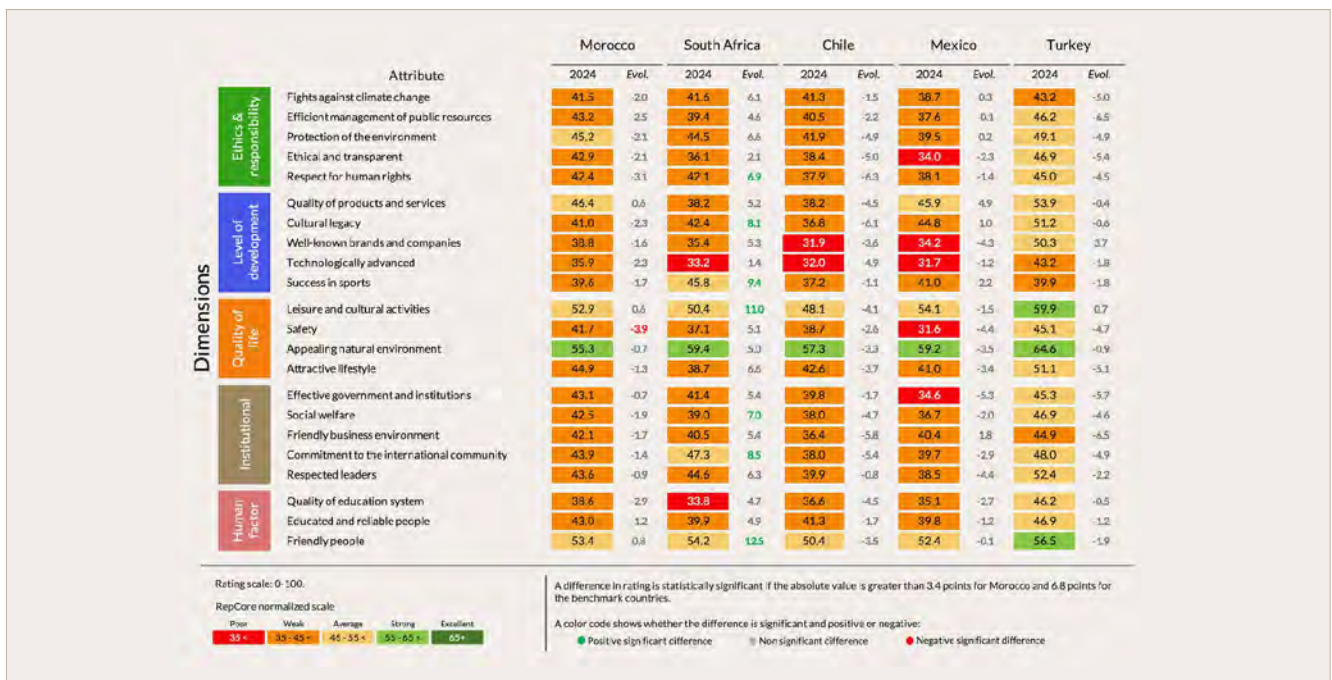 Morocco South Africa Chile Mexico Turkey
Attribute 2024 Evol. 2024 Evol. 2024 Evol. 2024 Evol. 2024 Evol.
Dimensions
Ethics & responsibility
Fights against climate change 41.5 -2.0 41.6 6.1 41.3 -1.5 38.7 0.3 43.2 -5.0
Efficient management of public resources 43.2 2.5 39.4 4.6 40.5 2.2 37.6 0.1 46.2 -6.5
Protection of the environment 45.2 -2.1 44.5 6.6 41.9 -4.9 39.5 0.2 49.1 -4.9
Ethical and transparent 42.9 -2.1 36.1 2.1 38.4 -5.0 34.0 -2.3 46.9 -5.4
Respect for human rights 42.4 -3.1 42.1 6.9 37.9 -6.3 38.1 -1.4 45.0 -4.5
Level of development
Quality of products and services 46.4 0.6 38.2 5.2 38.2 -4.5 45.9 4.9 53.9 -0.4
Cultural legacy 41.0 -2.3 42.4 8.1 36.8 -6.1 44.8 1.0 51.2 -0.6
Well-known brands and companies 38.8 -1.6 35.4 5.3 31.9 -3.6 34.2 -4.3 50.3 3.7
Technologically advanced 35.9 2.3 33.2 1.4 32.0 4.9 31.7 -1.2 43.2 -1.8
Success in sports 39.6 -1.7 45.8 9.4 37.2 -1.1 41.0 2.2 39.9 -1.8
Quality of life
Leisure and cultural activities 52.9 0.6 50.4 11.0 48.1 -4.1 54.1 -1.5 59.9 0.7
Safety 41.7 -3.9 37.1 5.1 38.7 -2.6 31.6 -4.4 45.1 -4.7
Appealing natural environment 55.3 -0.7 59.4 5.0 57.3 -3.3 59.2 -3.5 64.6 -0.9
Attractive lifestyle 44.9 -1.3 38.7 6.6 42.6 -3.7 41.0 -3.4 51.1 -5.1
Institutional
Effective government and institutions 43.1 -0.7 41.4 5.4 39.8 -1.7 34.6 -5.3 45.3 -5.7
Social welfare 42.5 -1.9 39.0 7.0 38.0 -4.7 36.7 -2.0 46.9 -4.6
Friendly business environment 42.1 -1.7 40.5 5.4 36.4 -5.8 40.4 1.8 44.9 -6.5
Commitment to the international community 43.9 -1.4 47.3 8.5 38.0 -5.4 39.7 -2.9 48.0 -4.9
Respected leaders 43.6 -0.9 44.6 6.3 39.9 -0.8 38.5 -4.4 52.4 -2.2
Human factor
Quality of education system 38.6 -2.9 33.8 4.7 36.6 -4.5 35.1 -2.7 46.2 -0.5
Educated and reliable people 43.0 1.2 39.9 4.9 41.3 -1.7 39.8 -1.2 46.9 -1.2
Friendly people 53.4 0.8 54.2 12.5 50.4 -3.5 52.4 -0.1 56.5 -1.9
Rating scale: 0-100.
RepCore normalized scale
Poor Weak Average Strong Excellent
35 < 35 - 45 < 45 - 55 < 55 - 65 < 65+
A difference in rating is statistically significant if the absolute value is greater than 3.4 points for Morocco and 6.8 points for
the benchmark countries.
A color code shows whether the difference is significant and positive or negative:
Positive significant difference Non significant difference Negative significant difference